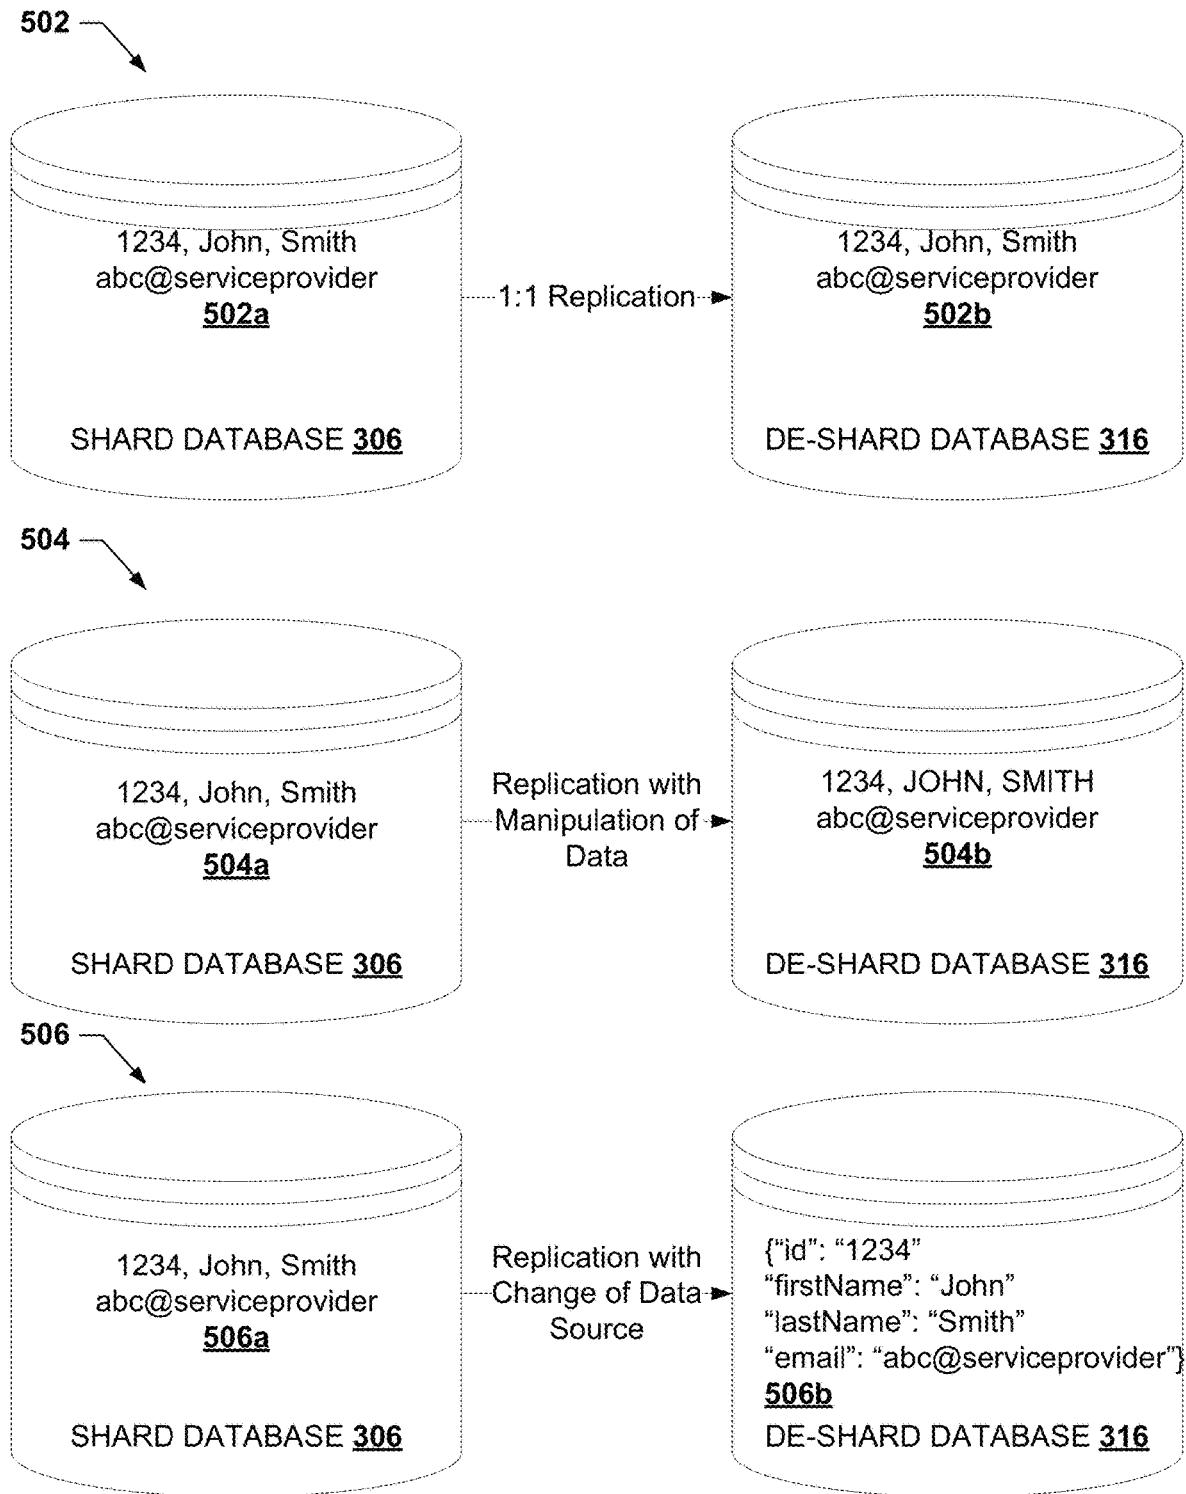 502
1234, John, Smith
abc@serviceprovider
502a
SHARD DATABASE 306
1:1 Replication
1234, John, Smith
abc@serviceprovider
502b
DE-SHARD DATABASE 316
504
1234, John, Smith
abc@serviceprovider
504a
SHARD DATABASE 306
Replication with
Manipulation of
Data
1234, JOHN, SMITH
abc@serviceprovider
504b
DE-SHARD DATABASE 316
506
1234, John, Smith
abc@serviceprovider
506a
SHARD DATABASE 306
Replication with
Change of Data
Source
{“id”: “1234”
“firstName”: “John”
“lastName”: “Smith”
“email”: “abc@serviceprovider”}
506b
DE-SHARD DATABASE 316